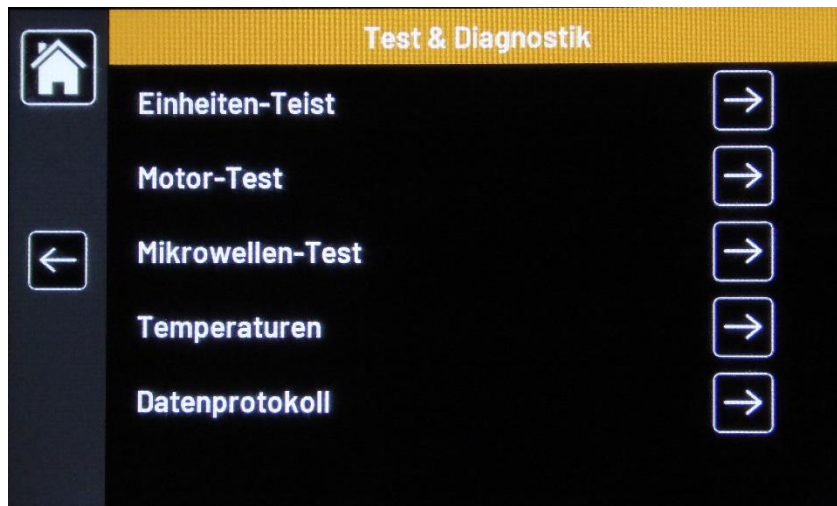 Test & Diagnostik
Einheiten-Teist
Motor-Test
Mikrowellen-Test
Temperaturen
Datenprotokoll